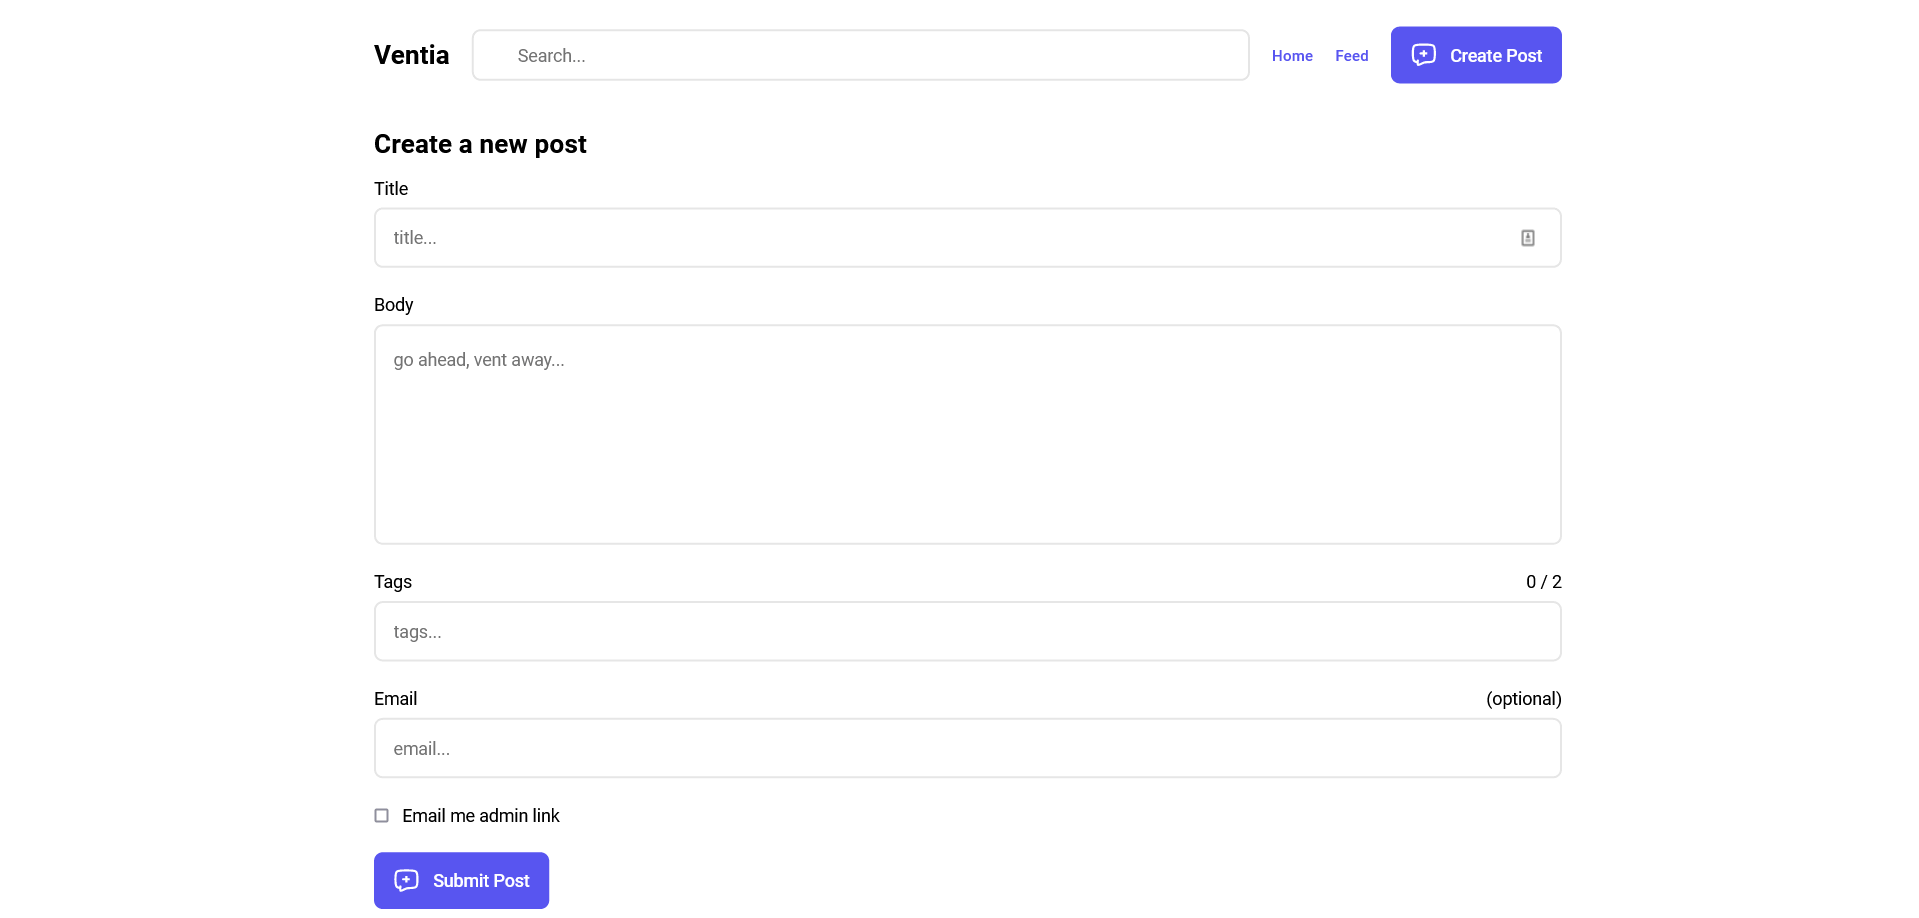 Ventia
Search...
Home
Feed
Create Post
Create a new post
Title
title...
Body
go ahead, vent away...
Tags
0 / 2
tags...
Email
(optional)
email...
Email me admin link
Submit Post